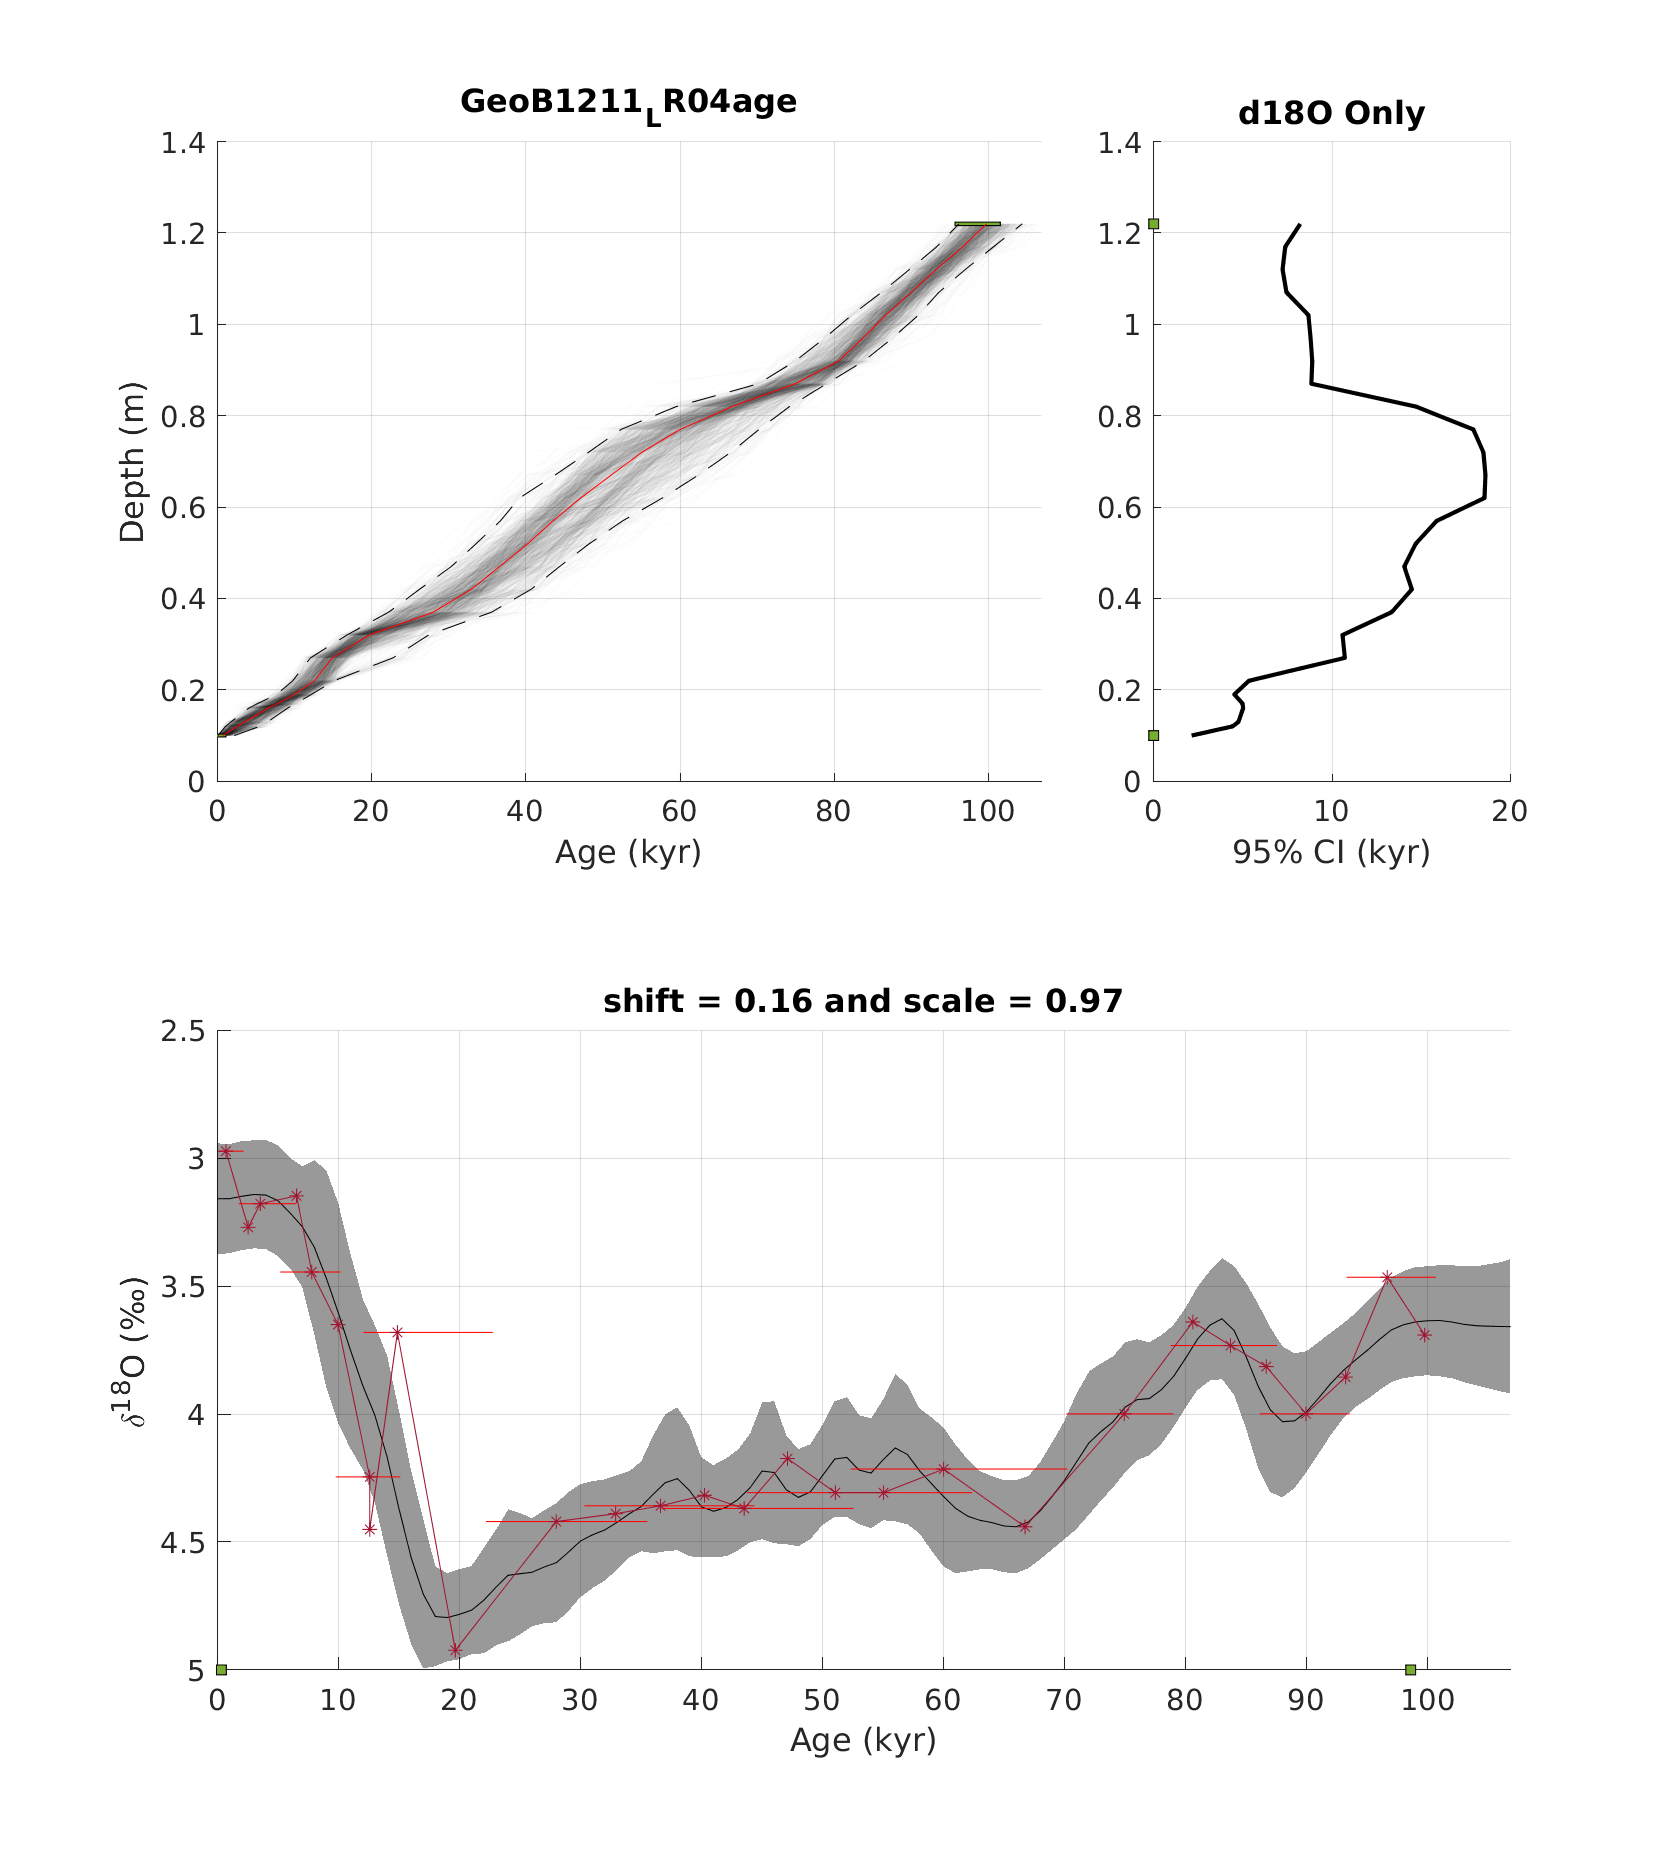 GeoB1211LR04age
1.4
1.2
1
0.8
0.6
0.4
0.2
0
Depth (m)
0 20 40 60 80 100
Age (kyr)
d18O Only
1.4
1.2
1
0.8
0.6
0.4
0.2
0
0 10 20
95% CI (kyr)
shift = 0.16 and scale = 0.97
2.5
3
3.5
4
4.5
5
δ18O (‰)
0 10 20 30 40 50 60 70 80 90 100
Age (kyr)